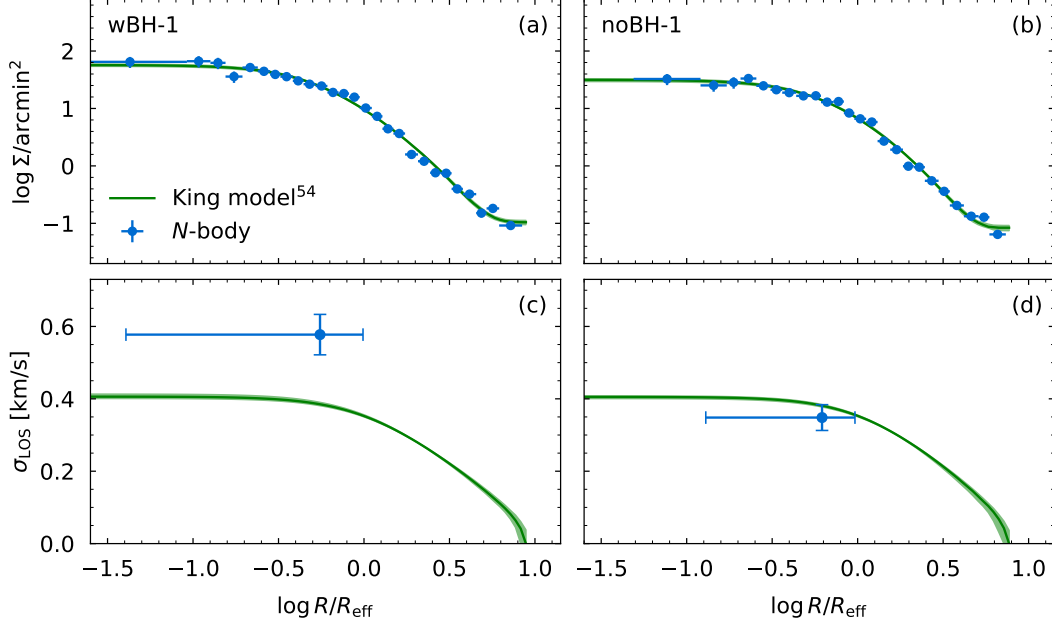 wBH-1
(a)
noBH-1
(b)
log Σ/arcmin²
2
1
0
−1
King model⁵⁴
N-body
(c)
(d)
σ_LOS [km/s]
0.6
0.4
0.2
0.0
−1.5 −1.0 −0.5 0.0 0.5 1.0
−1.5 −1.0 −0.5 0.0 0.5 1.0
log R/R_eff
log R/R_eff